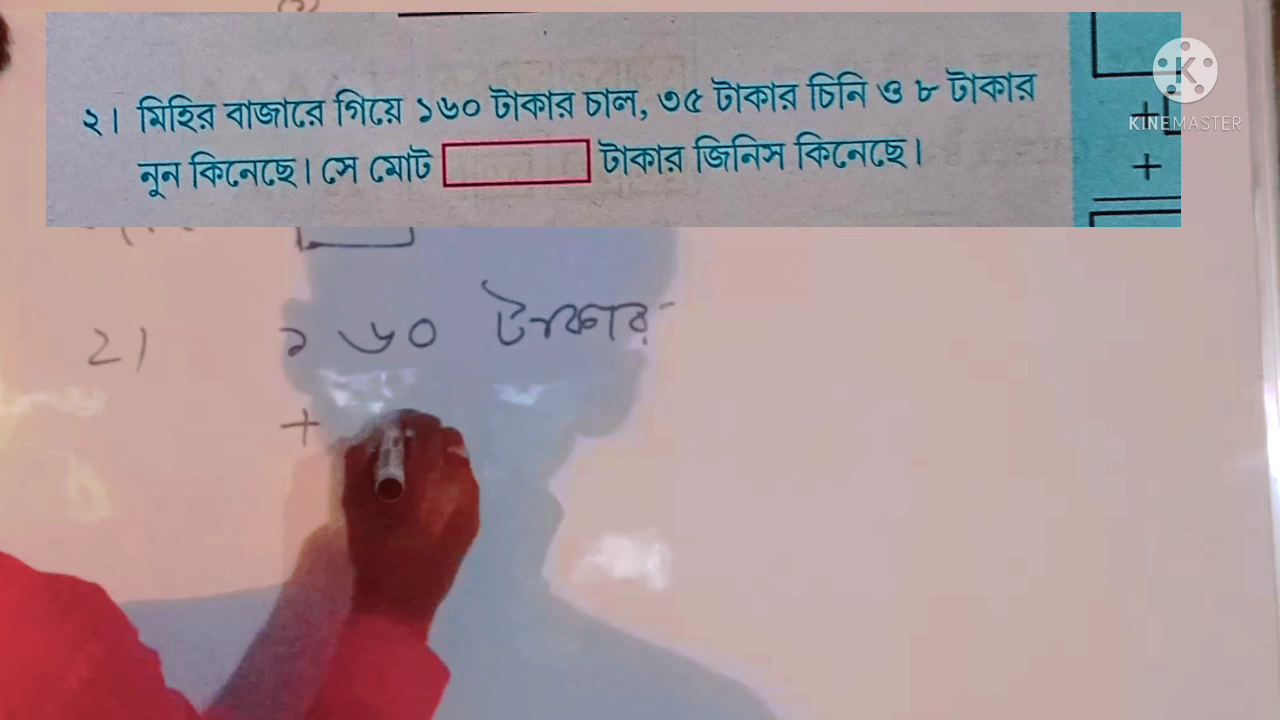 ২। মিহির বাজারে গিয়ে ১৬০ টাকার চাল, ৩৫ টাকার চিনি ও ৮ টাকার
নুন কিনেছে। সে মোট টাকার জিনিস কিনেছে।
+
+
KINEMASTER
২। ১৬০ টাকার
+